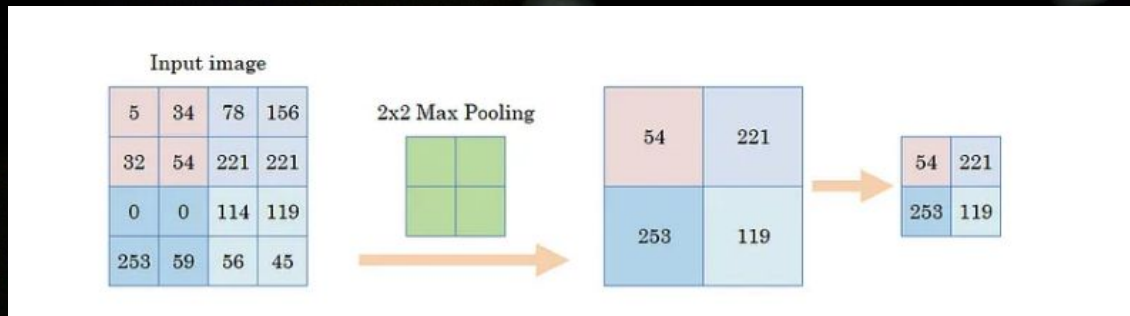 Input image
5 34 78 156
32 54 221 221
0 0 114 119
253 59 56 45
2x2 Max Pooling
54 221
253 119
54 221
253 119